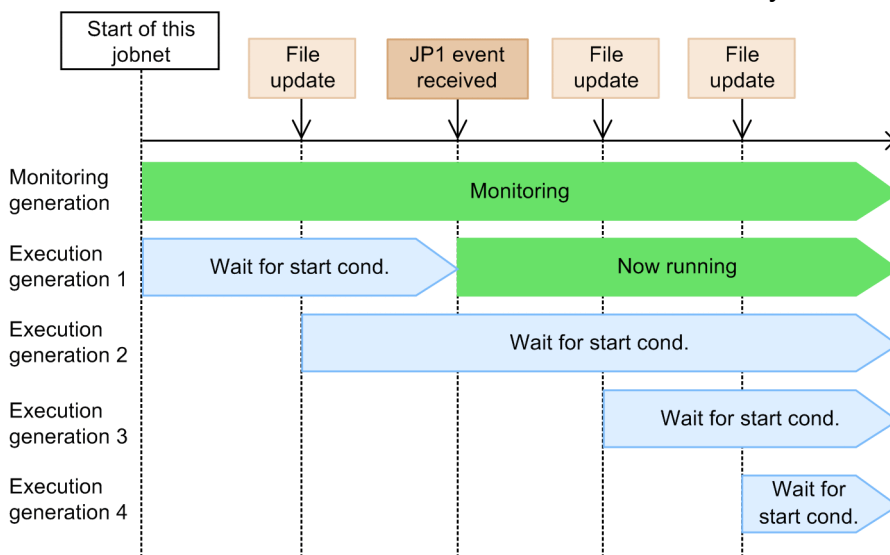 Start of this
jobnet
File
update
JP1 event
received
File
update
File
update
Monitoring
generation
Monitoring
Execution
generation 1
Wait for start cond.
Now running
Execution
generation 2
Wait for start cond.
Execution
generation 3
Wait for start cond.
Execution
generation 4
Wait for
start cond.